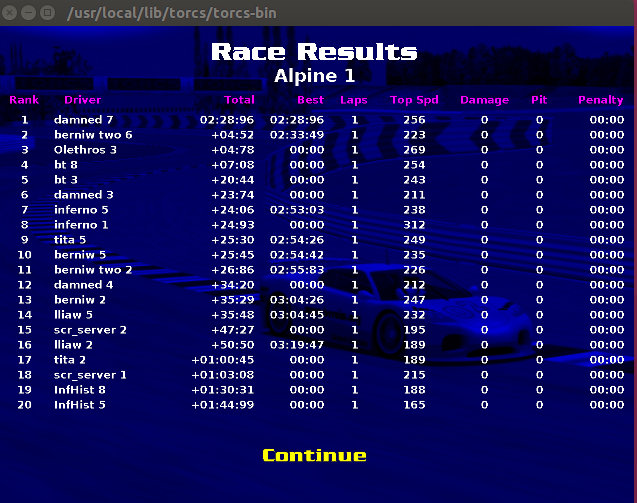 /usr/local/lib/torcs/torcs-bin
Race Results
Alpine 1
Rank Driver Total Best Laps Top Spd Damage Pit Penalty
1 damned 7 02:28:96 02:28:96 1 256 0 0 00:00
2 berniw two 6 +04:52 02:33:49 1 223 0 0 00:00
3 Olethros 3 +04:78 00:00 1 269 0 0 00:00
4 bt 8 +07:08 00:00 1 254 0 0 00:00
5 bt 3 +20:44 00:00 1 243 0 0 00:00
6 damned 3 +23:74 00:00 1 211 0 0 00:00
7 inferno 5 +24:06 02:53:03 1 238 0 0 00:00
8 inferno 1 +24:93 00:00 1 312 0 0 00:00
9 tita 5 +25:30 02:54:26 1 249 0 0 00:00
10 berniw 5 +25:45 02:54:42 1 235 0 0 00:00
11 berniw two 2 +26:86 02:55:83 1 226 0 0 00:00
12 damned 4 +34:20 00:00 1 212 0 0 00:00
13 berniw 2 +35:29 03:04:26 1 247 0 0 00:00
14 lliaw 5 +35:48 03:04:45 1 232 0 0 00:00
15 scr_server 2 +47:27 00:00 1 195 0 0 00:00
16 lliaw 2 +50:50 03:19:47 1 189 0 0 00:00
17 tita 2 +01:00:45 00:00 1 189 0 0 00:00
18 scr_server 1 +01:03:08 00:00 1 215 0 0 00:00
19 InfHist 8 +01:30:31 00:00 1 188 0 0 00:00
20 InfHist 5 +01:44:99 00:00 1 165 0 0 00:00
Continue